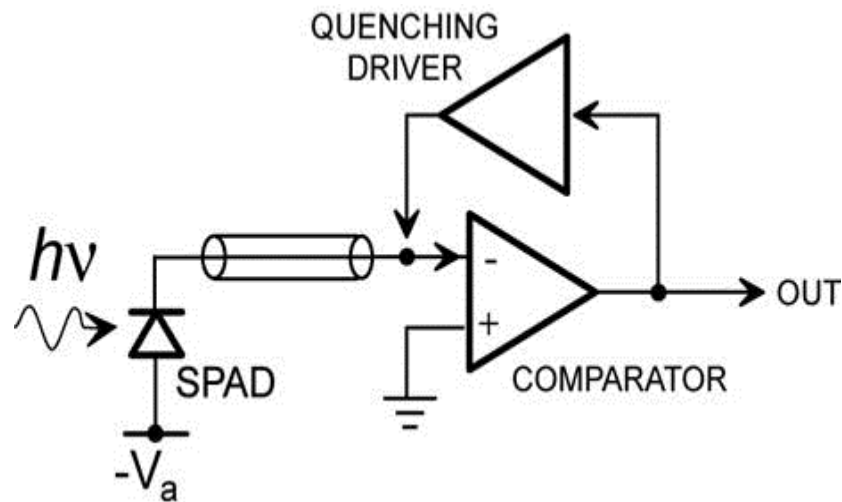 QUENCHING
DRIVER
hν
-
+
OUT
SPAD
COMPARATOR
-Va